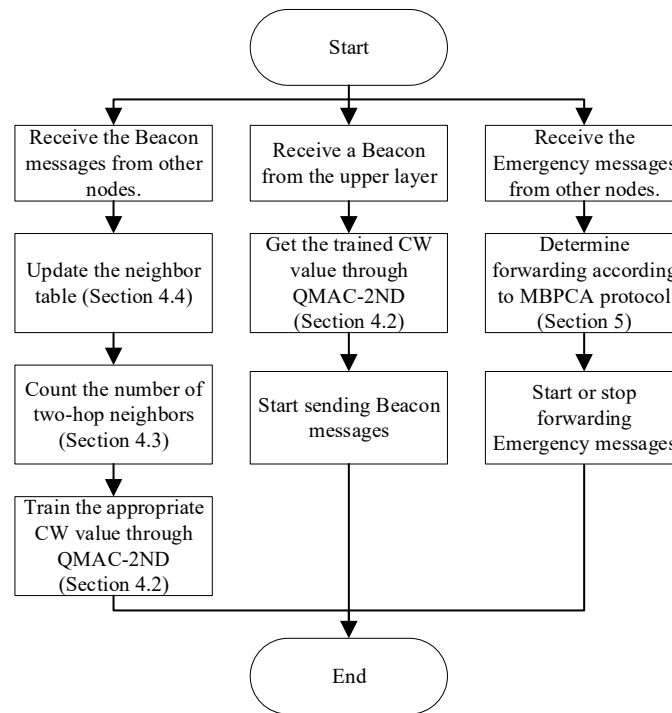 Start
Receive the Beacon
messages from other
nodes.
Receive a Beacon
from the upper layer
Receive the
Emergency messages
from other nodes.
Update the neighbor
table (Section 4.4)
Get the trained CW
value through
QMAC-2ND
(Section 4.2)
Determine
forwarding according
to MBPCA protocol
(Section 5)
Count the number of
two-hop neighbors
(Section 4.3)
Start sending Beacon
messages
Start or stop
forwarding
Emergency messages
Train the appropriate
CW value through
QMAC-2ND
(Section 4.2)
End